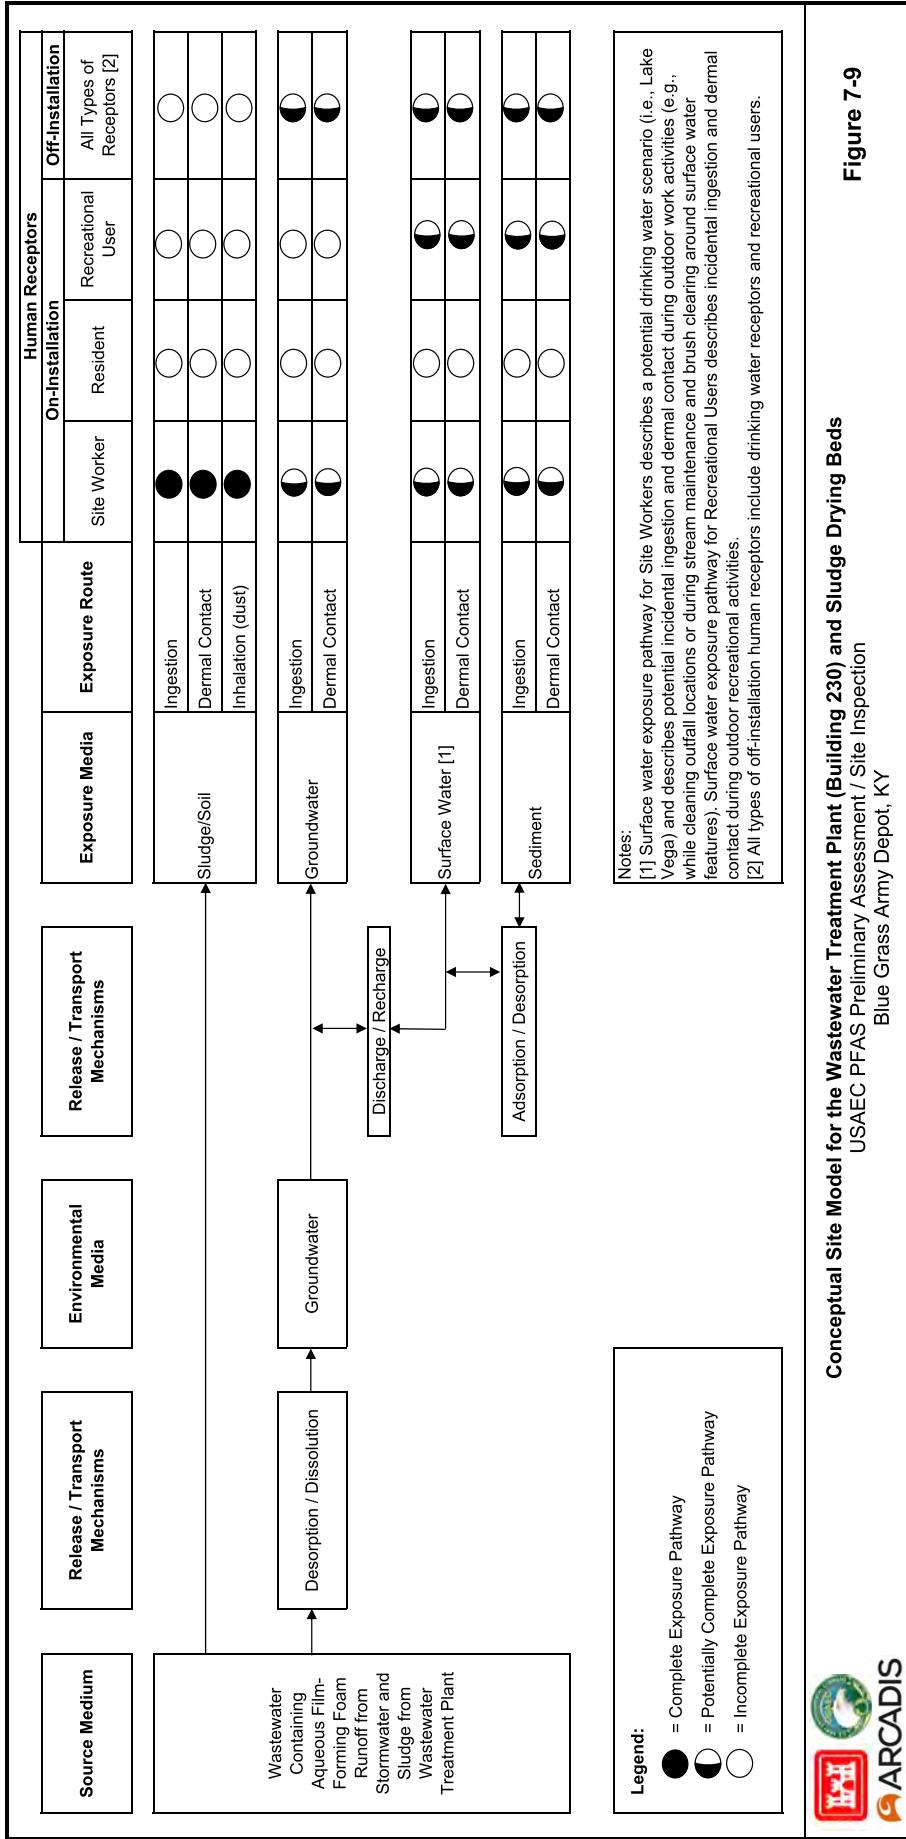 Human Receptors
On-Installation
Off-Installation
Source Medium
Release / Transport
Mechanisms
Environmental
Media
Release / Transport
Mechanisms
Exposure Media
Exposure Route
Site Worker
Resident
Recreational
User
All Types of
Receptors [2]
Wastewater
Containing
Aqueous Film-
Forming Foam
Runoff from
Stormwater and
Sludge from
Wastewater
Treatment Plant
Sludge/Soil
Ingestion
Dermal Contact
Inhalation (dust)
Desorption / Dissolution
Groundwater
Groundwater
Ingestion
Dermal Contact
Discharge / Recharge
Surface Water [1]
Ingestion
Dermal Contact
Adsorption / Desorption
Sediment
Ingestion
Dermal Contact
Legend:
= Complete Exposure Pathway
= Potentially Complete Exposure Pathway
= Incomplete Exposure Pathway
Notes:
[1] Surface water exposure pathway for Site Workers describes a potential drinking water scenario (i.e., Lake
Vega) and describes potential incidental ingestion and dermal contact during outdoor work activities (e.g.,
while cleaning outfall locations or during stream maintenance and brush clearing around surface water
features). Surface water exposure pathway for Recreational Users describes incidental ingestion and dermal
contact during outdoor recreational activities.
[2] All types of off-installation human receptors include drinking water receptors and recreational users.
ARCADIS
Conceptual Site Model for the Wastewater Treatment Plant (Building 230) and Sludge Drying Beds
USAEC PFAS Preliminary Assessment / Site Inspection
Blue Grass Army Depot, KY
Figure 7-9